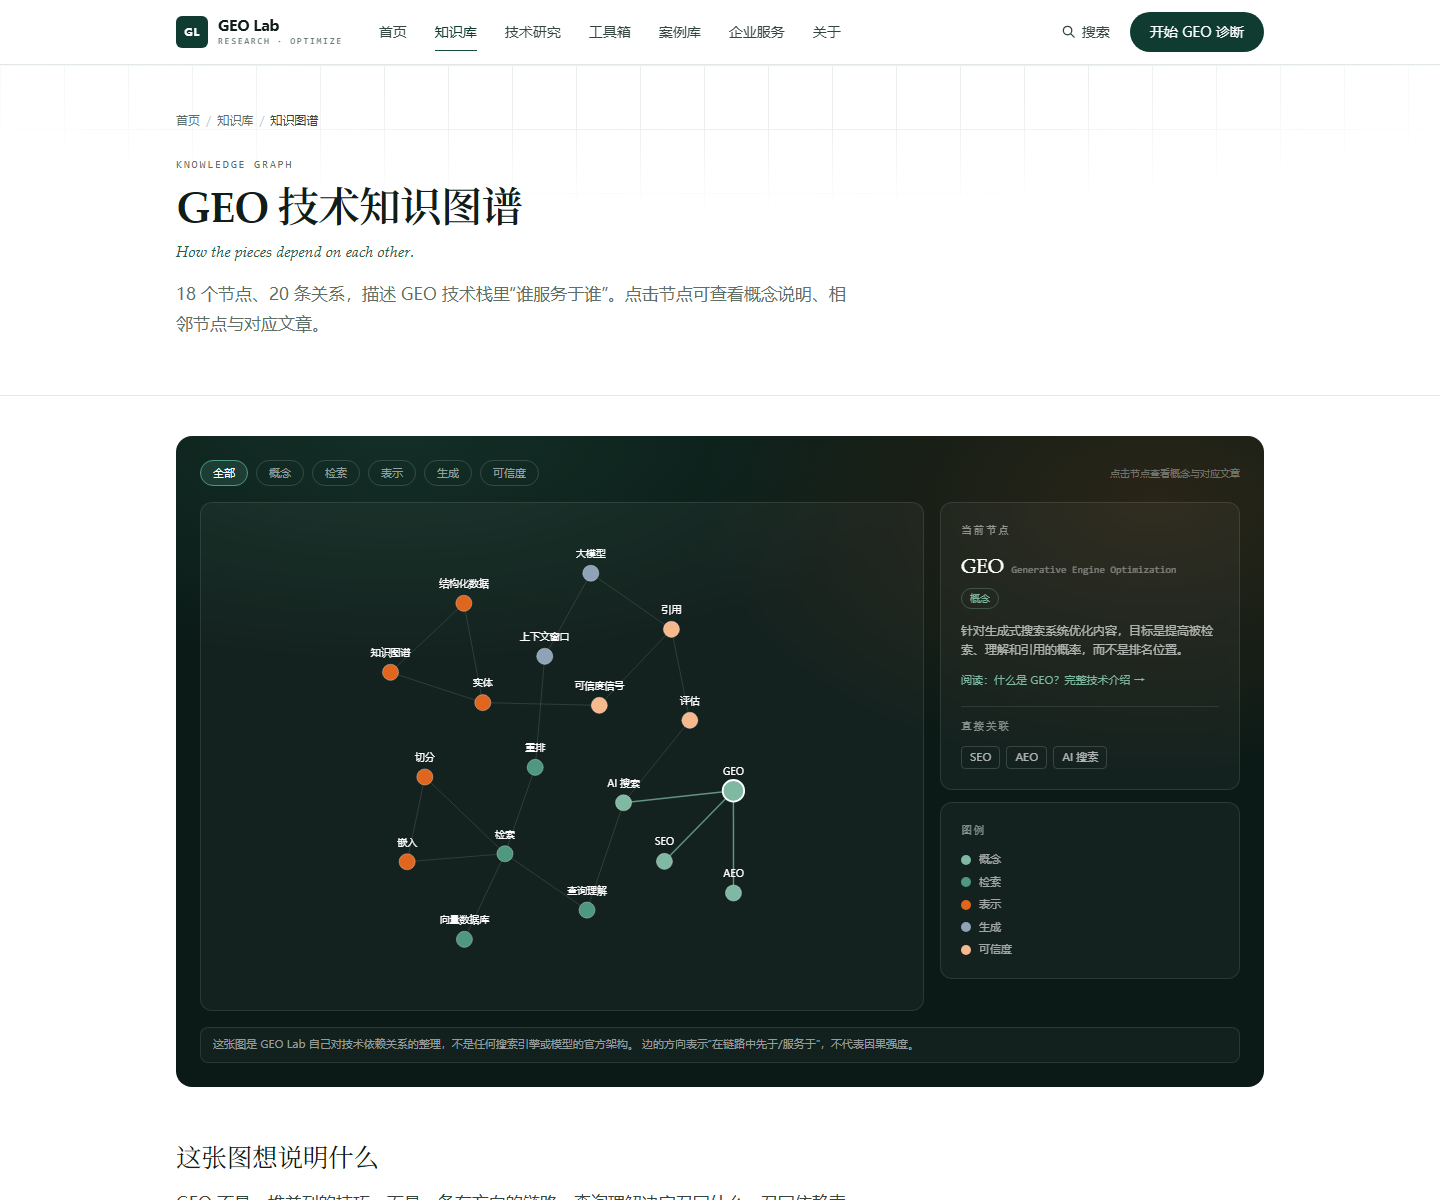 GL
GEO Lab
RESEARCH · OPTIMIZE
首页
知识库
技术研究
工具箱
案例库
企业服务
关于
搜索
开始 GEO 诊断
首页 / 知识库 / 知识图谱
KNOWLEDGE GRAPH
GEO 技术知识图谱
How the pieces depend on each other.
18 个节点、20 条关系，描述 GEO 技术栈里“谁服务于谁”。点击节点可查看概念说明、相
邻节点与对应文章。
全部
概念
检索
表示
生成
可信度
点击节点查看概念与对应文章
大模型
结构化数据
引用
上下文窗口
知识图谱
实体
可信度信号
评估
重排
切分
GEO
AI 搜索
检索
SEO
嵌入
AEO
查询理解
向量数据库
当前节点
GEO Generative Engine Optimization
概念
针对生成式搜索系统优化内容，目标是提高被检
索、理解和引用的概率，而不是排名位置。
阅读：什么是 GEO？完整技术介绍 →
直接关联
SEO
AEO
AI 搜索
图例
概念
检索
表示
生成
可信度
这张图是 GEO Lab 自己对技术依赖关系的整理，不是任何搜索引擎或模型的官方架构。 边的方向表示“在链路中先于/服务于”，不代表因果强度。
这张图想说明什么